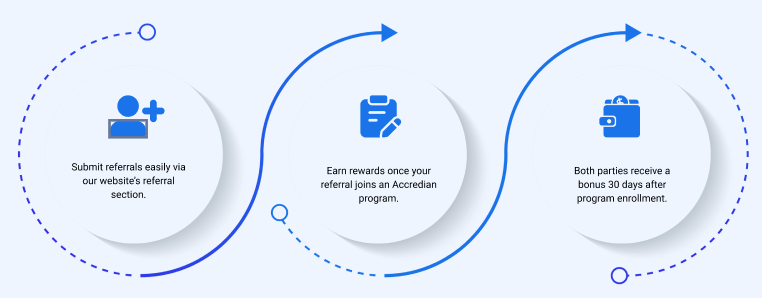 Submit referrals easily via
our website's referral
section.
Earn rewards once your
referral joins an Accredian
program.
Both parties receive a
bonus 30 days after
program enrollment.